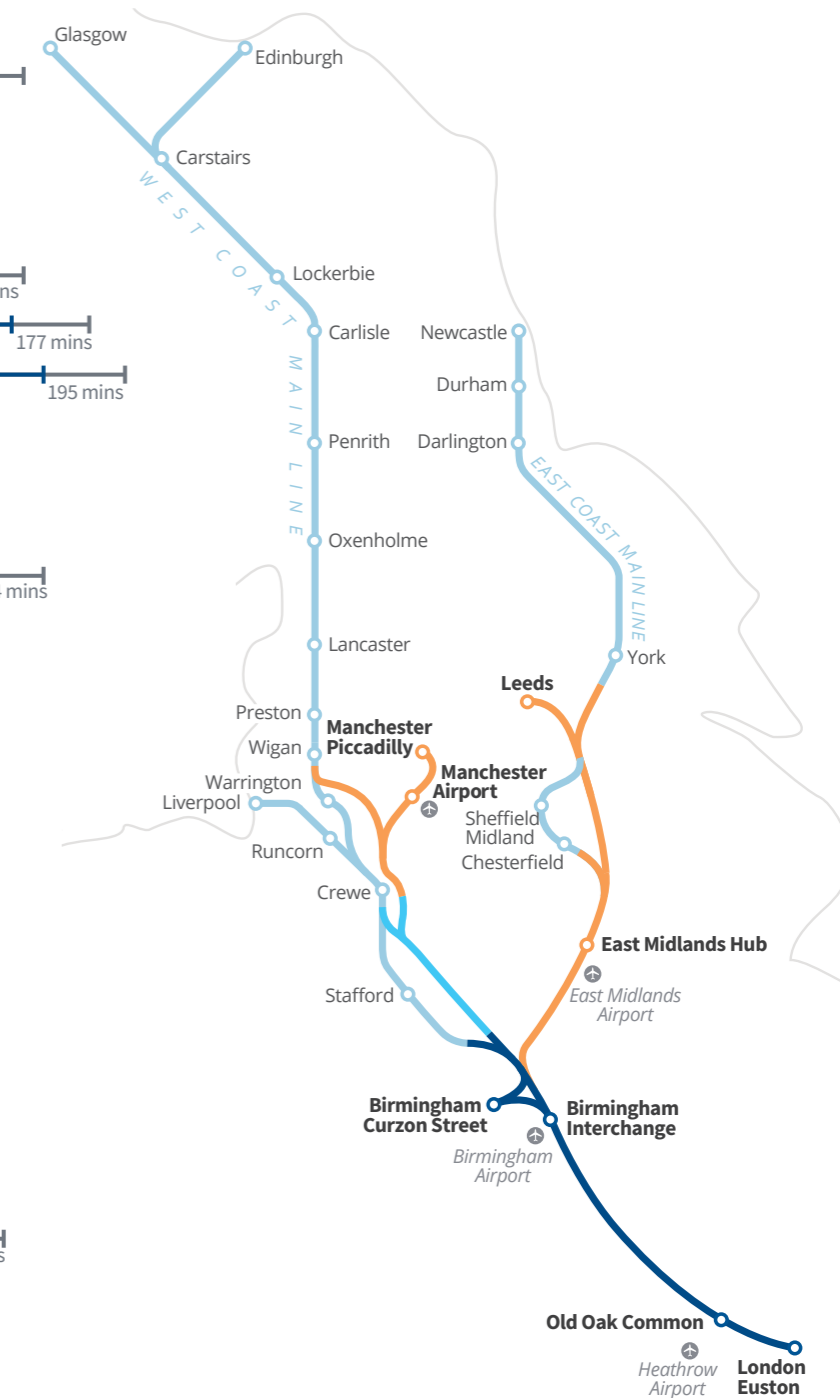 Glasgow
Edinburgh
Carstairs
WEST COAST MAIN LINE
Lockerbie
ns
177 mins
Carlisle
Newcastle
195 mins
Durham
Penrith
Darlington
EAST COAST MAIN LINE
Oxenholme
mins
Lancaster
York
Leeds
Preston
Manchester
Piccadilly
Wigan
Manchester
Airport
Warrington
Liverpool
Sheffield
Midland
Runcorn
Chesterfield
Crewe
East Midlands Hub
Stafford
East Midlands
Airport
Birmingham
Curzon Street
Birmingham
Interchange
Birmingham
Airport
s
Old Oak Common
Heathrow
Airport
London
Euston